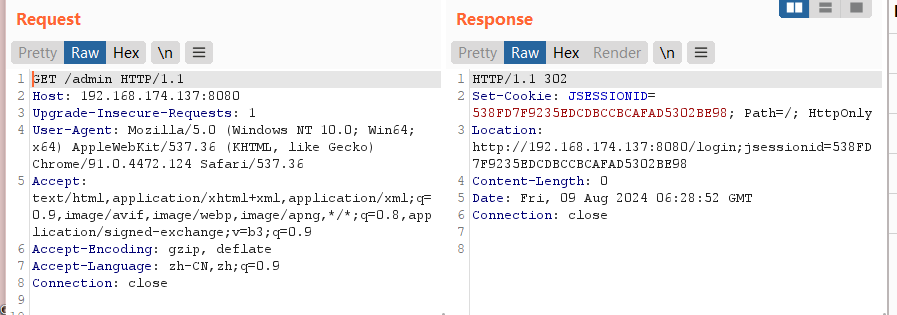 Request
Pretty Raw Hex \n
1 GET /admin HTTP/1.1
2 Host: 192.168.174.137:8080
3 Upgrade-Insecure-Requests: 1
4 User-Agent: Mozilla/5.0 (Windows NT 10.0; Win64;
x64) AppleWebKit/537.36 (KHTML, like Gecko)
Chrome/91.0.4472.124 Safari/537.36
5 Accept:
text/html,application/xhtml+xml,application/xml;q=
0.9,image/avif,image/webp,image/apng,*/*;q=0.8,app
lication/signed-exchange;v=b3;q=0.9
6 Accept-Encoding: gzip, deflate
7 Accept-Language: zh-CN,zh;q=0.9
8 Connection: close
9
Response
Pretty Raw Hex Render \n
1 HTTP/1.1 302
2 Set-Cookie: JSESSIONID=
538FD7F9235EDCDBCCBCAFAD5302BE98; Path=/; HttpOnly
3 Location:
http://192.168.174.137:8080/login;jsessionid=538FD
7F9235EDCDBCCBCAFAD5302BE98
4 Content-Length: 0
5 Date: Fri, 09 Aug 2024 06:28:52 GMT
6 Connection: close
7
8